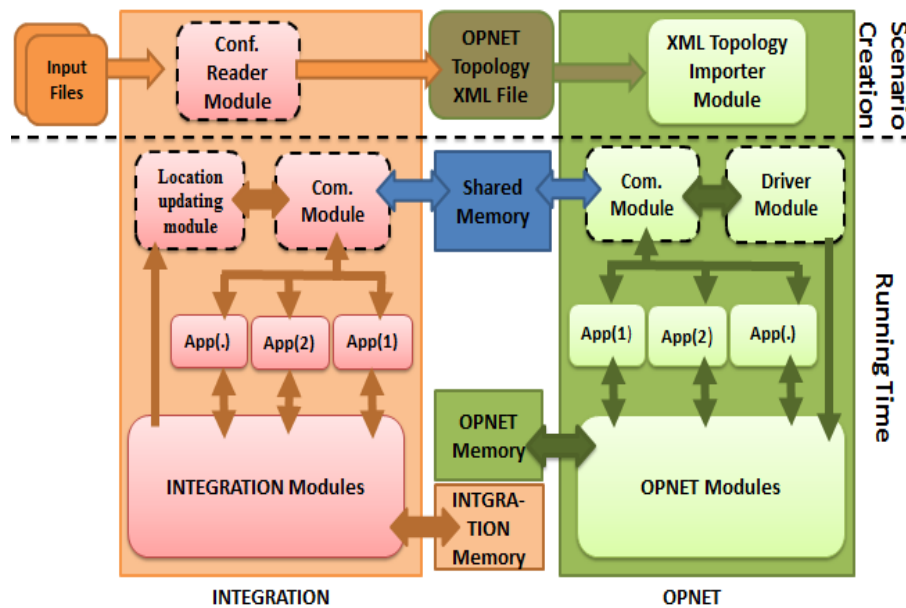 Input
Files
Conf.
Reader
Module
OPNET
Topology
XML File
XML Topology
Importer
Module
Scenario
Creation
Location
updating
module
Com.
Module
Shared
Memory
Com.
Module
Driver
Module
App(.)
App(2)
App(1)
App(1)
App(2)
App(.)
Running Time
INTEGRATION Modules
OPNET
Memory
INTGRA-
TION
Memory
OPNET Modules
INTEGRATION
OPNET